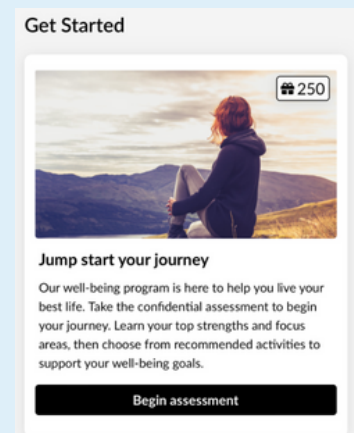 Get Started
250
Jump start your journey
Our well-being program is here to help you live your
best life. Take the confidential assessment to begin
your journey. Learn your top strengths and focus
areas, then choose from recommended activities to
support your well-being goals.
Begin assessment